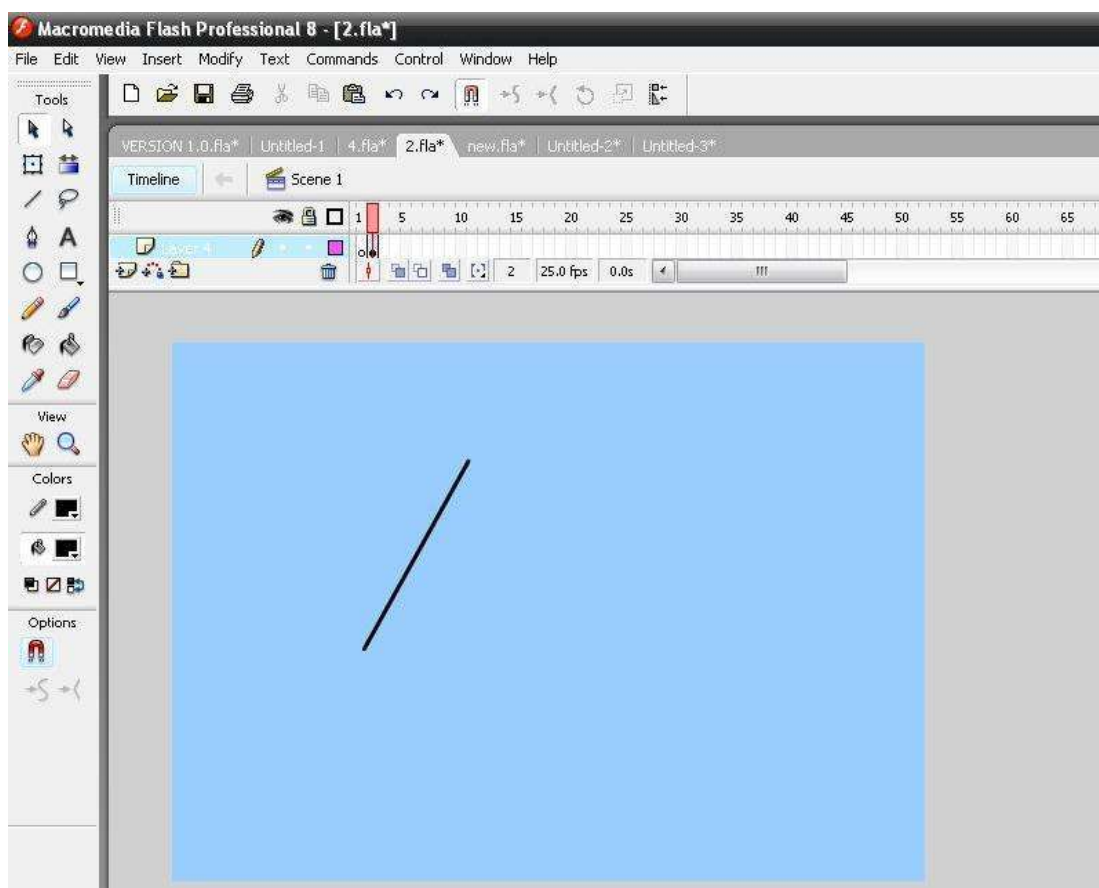 Macromedia Flash Professional 8 - [2.fla*]
File Edit View Insert Modify Text Commands Control Window Help
Tools
VERSION 1.0.fla* Untitled-1 4.fla* 2.fla* new.fla* Untitled-2* Untitled-3*
Timeline Scene 1
1 5 10 15 20 25 30 35 40 45 50 55 60 65
Layer 4
2 25.0 fps 0.0s
View
Colors
Options